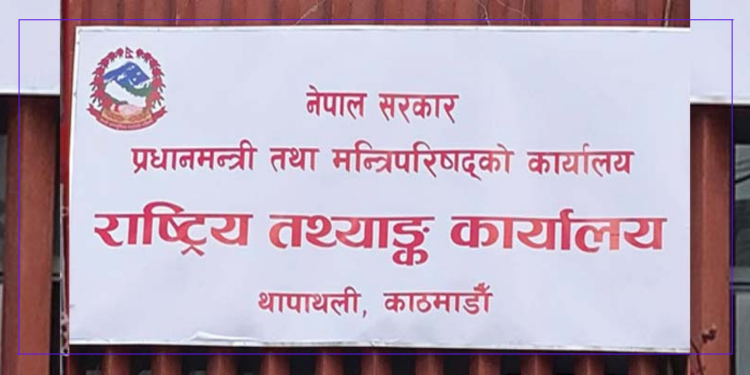 नेपाल सरकार
प्रधानमन्त्री तथा मन्त्रिपरिषद्को कार्यालय
राष्ट्रिय तथ्याङ्क कार्यालय
थापाथली, काठमाडौँ